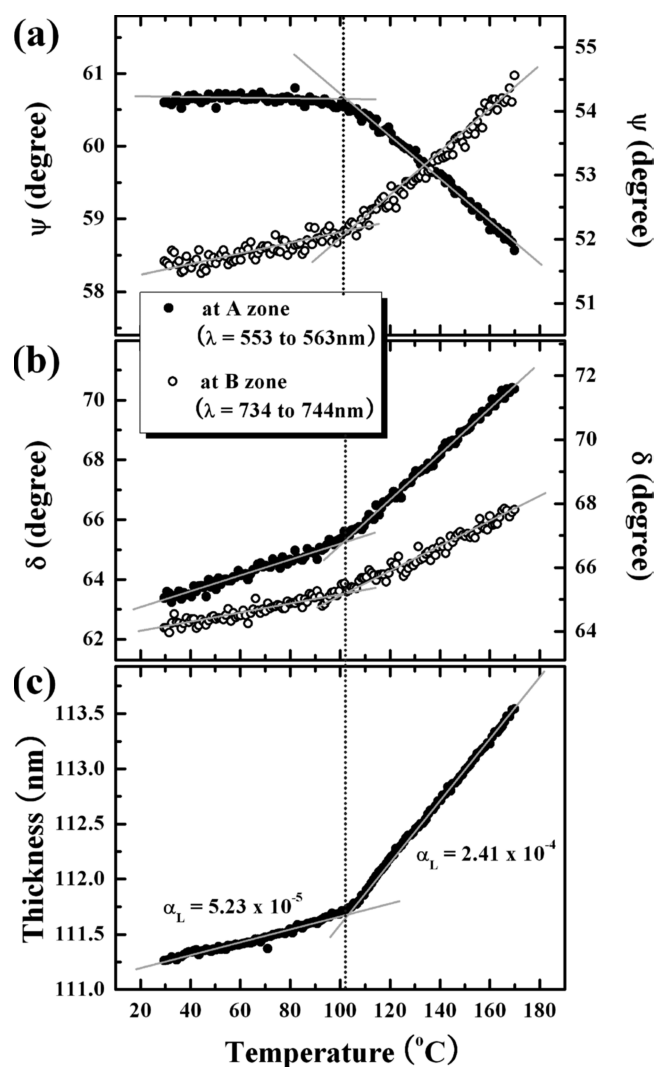 (a)
61
60
59
58
ψ (degree)
55
54
53
52
51
ψ (degree)
at A zone
(λ = 553 to 563nm)
at B zone
(λ = 734 to 744nm)
(b)
70
68
66
64
62
δ (degree)
72
70
68
66
64
δ (degree)
(c)
113.5
113.0
112.5
112.0
111.5
111.0
Thickness (nm)
α_L = 5.23 x 10^-5
α_L = 2.41 x 10^-4
20 40 60 80 100 120 140 160 180
Temperature (°C)